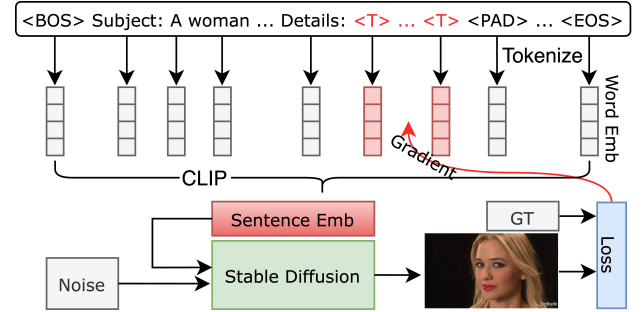 <BOS> Subject: A woman ... Details: <T> ... <T> <PAD> ... <EOS>
Tokenize
Word Emb
Gradient
CLIP
Sentence Emb
GT
Loss
Noise
Stable Diffusion